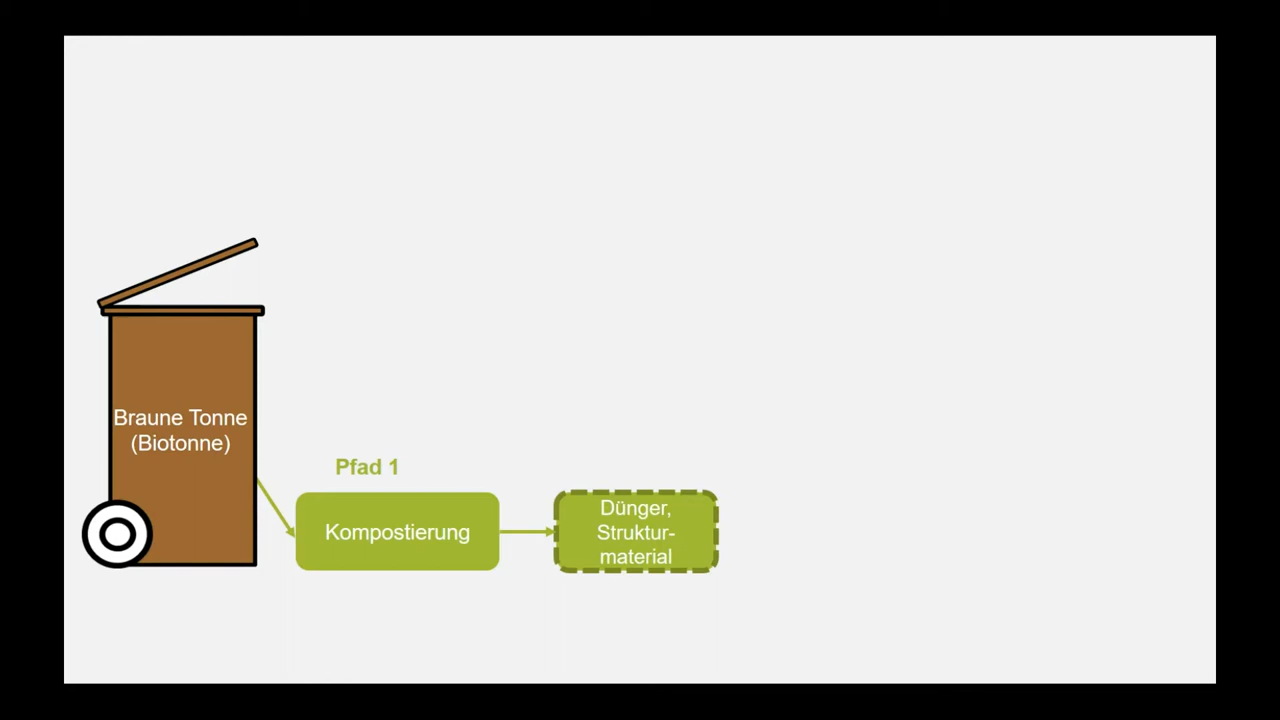 Braune Tonne
(Biotonne)
Pfad 1
Kompostierung
Dünger,
Struktur-
material